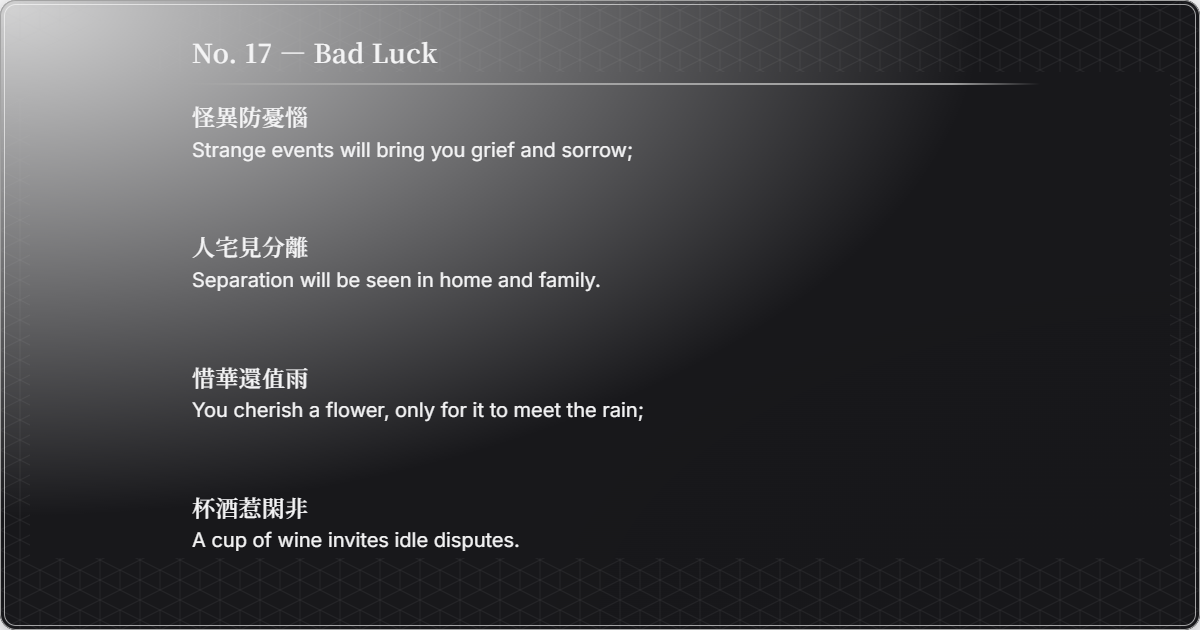 No. 17 — Bad Luck
怪異防憂惱
Strange events will bring you grief and sorrow;
人宅見分離
Separation will be seen in home and family.
惜華還值雨
You cherish a flower, only for it to meet the rain;
杯酒惹閑非
A cup of wine invites idle disputes.